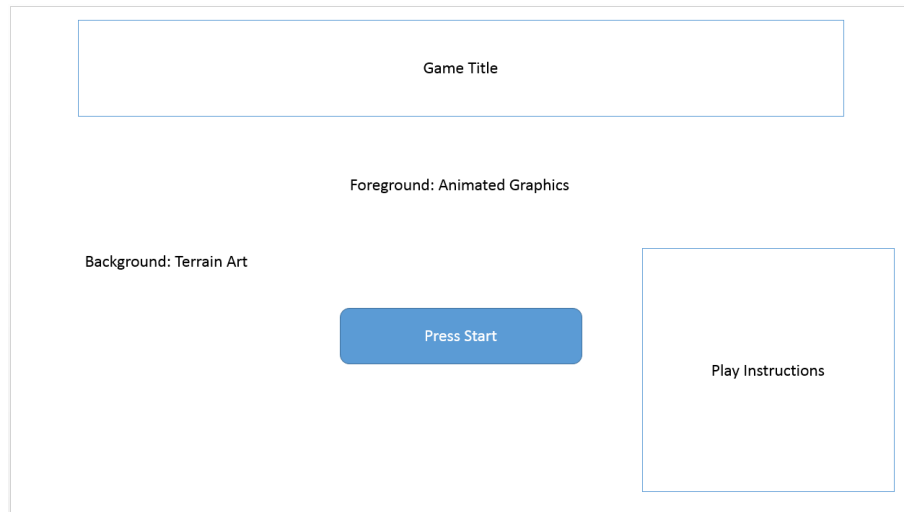 Game Title
Foreground: Animated Graphics
Background: Terrain Art
Press Start
Play Instructions